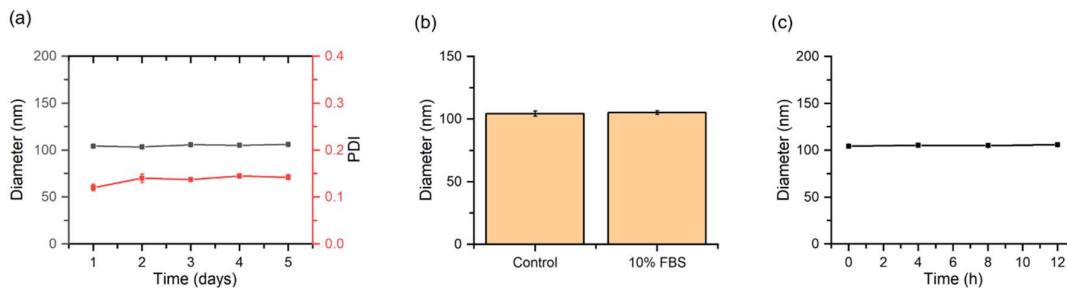 (a)
200
150
100
50
0
Diameter (nm)
0.4
0.3
0.2
0.1
0.0
PDI
1 2 3 4 5
Time (days)
(b)
150
100
50
0
Diameter (nm)
Control 10% FBS
(c)
200
150
100
50
0
Diameter (nm)
0 2 4 6 8 10 12
Time (h)